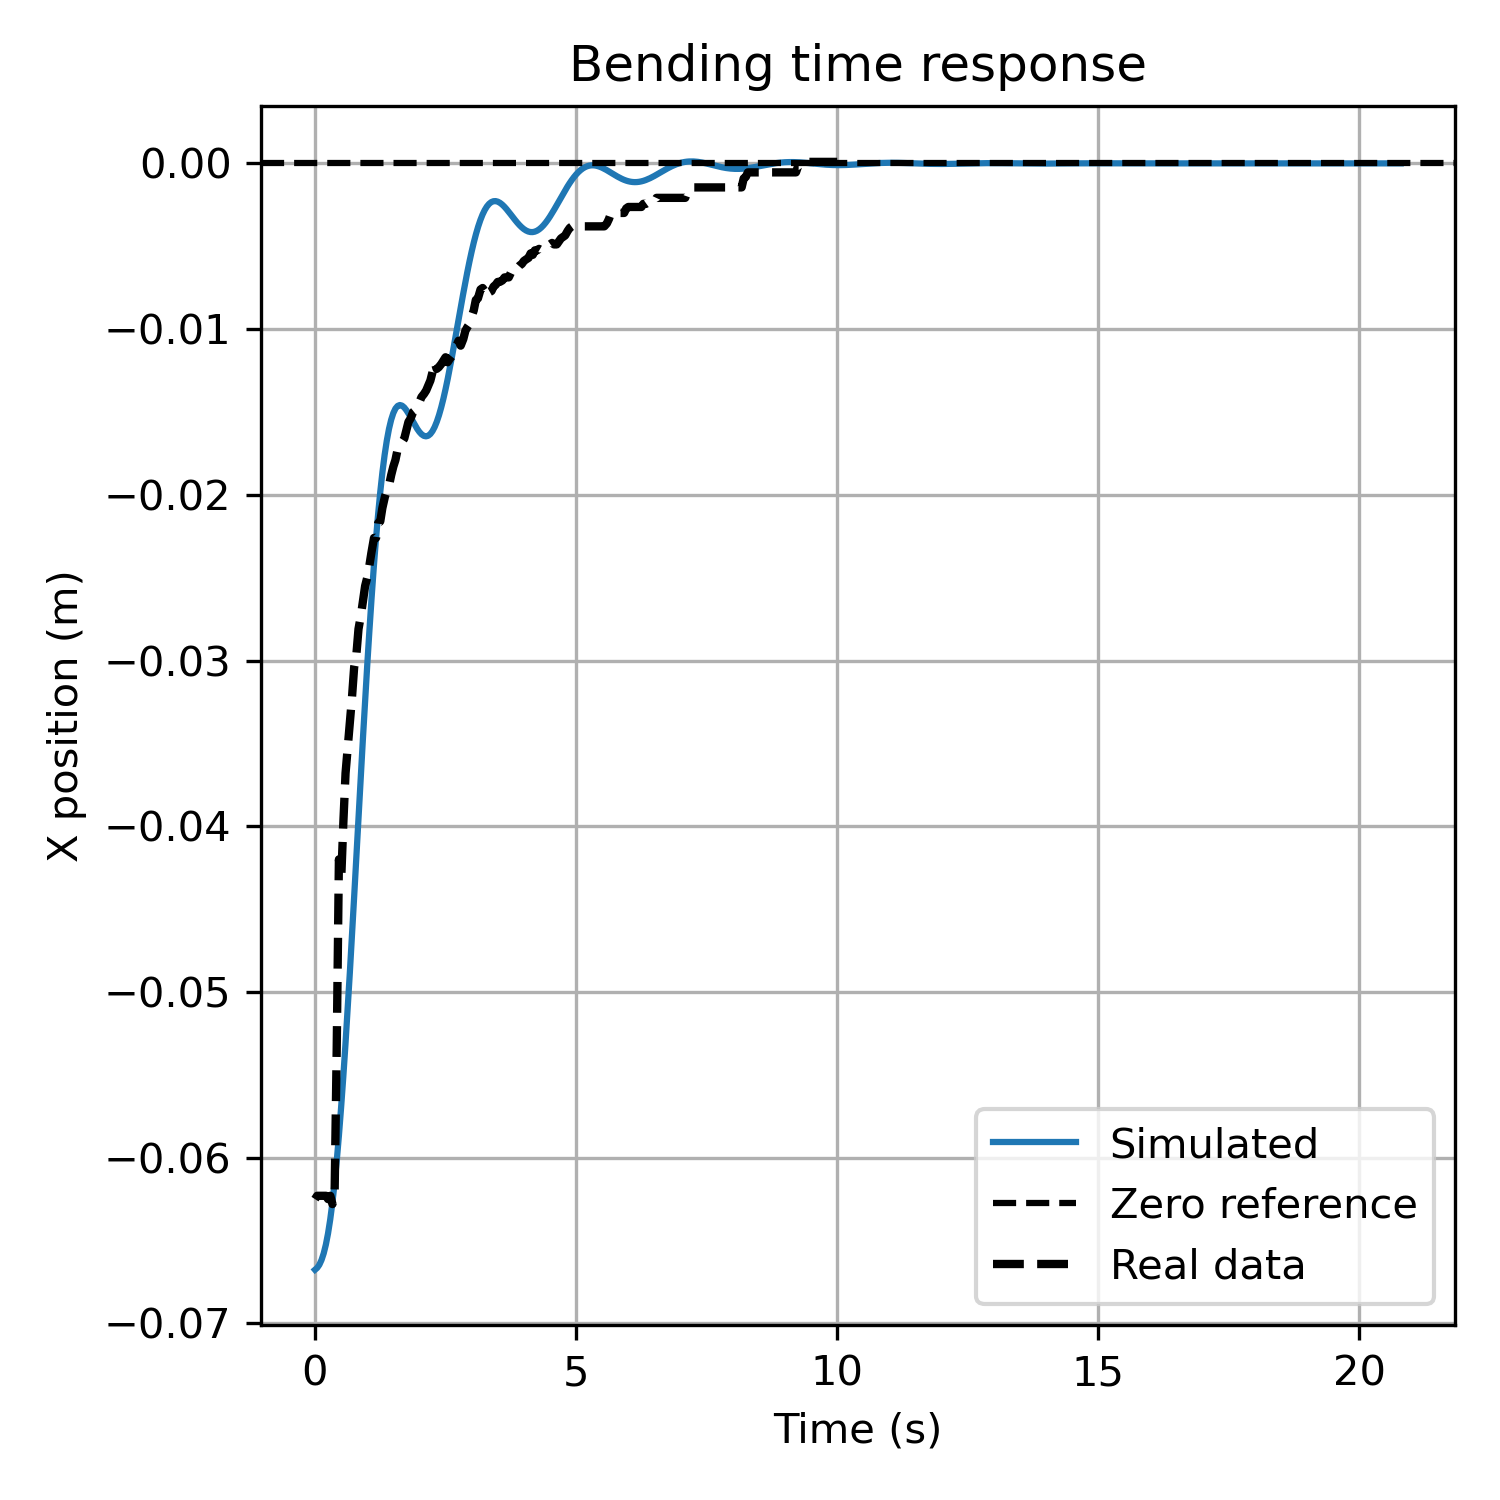 Bending time response
0.00
−0.01
−0.02
−0.03
−0.04
−0.05
−0.06
−0.07
X position (m)
Simulated
Zero reference
Real data
0 5 10 15 20
Time (s)